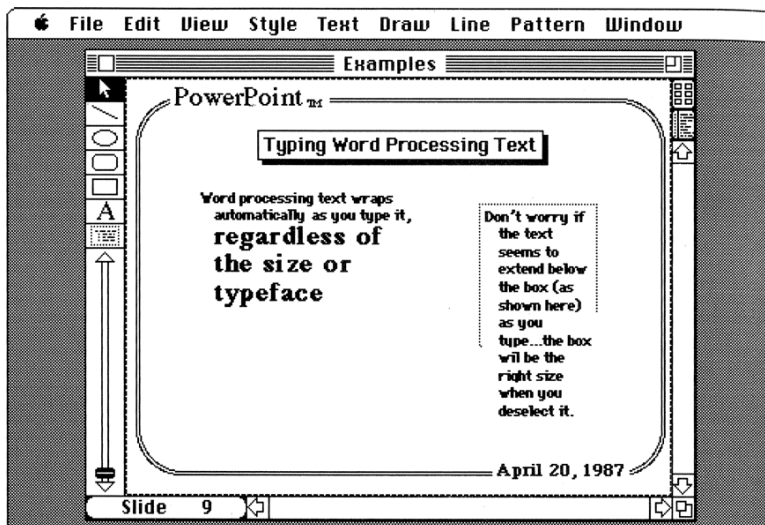 File Edit View Style Text Draw Line Pattern Window
Examples
PowerPoint TM
Typing Word Processing Text
Word processing text wraps
automatically as you type it,
regardless of
the size or
typeface
Don't worry if
the text
seems to
extend below
the box (as
shown here)
as you
type...the box
wil be the
right size
when you
deselect it.
A
April 20, 1987
Slide 9